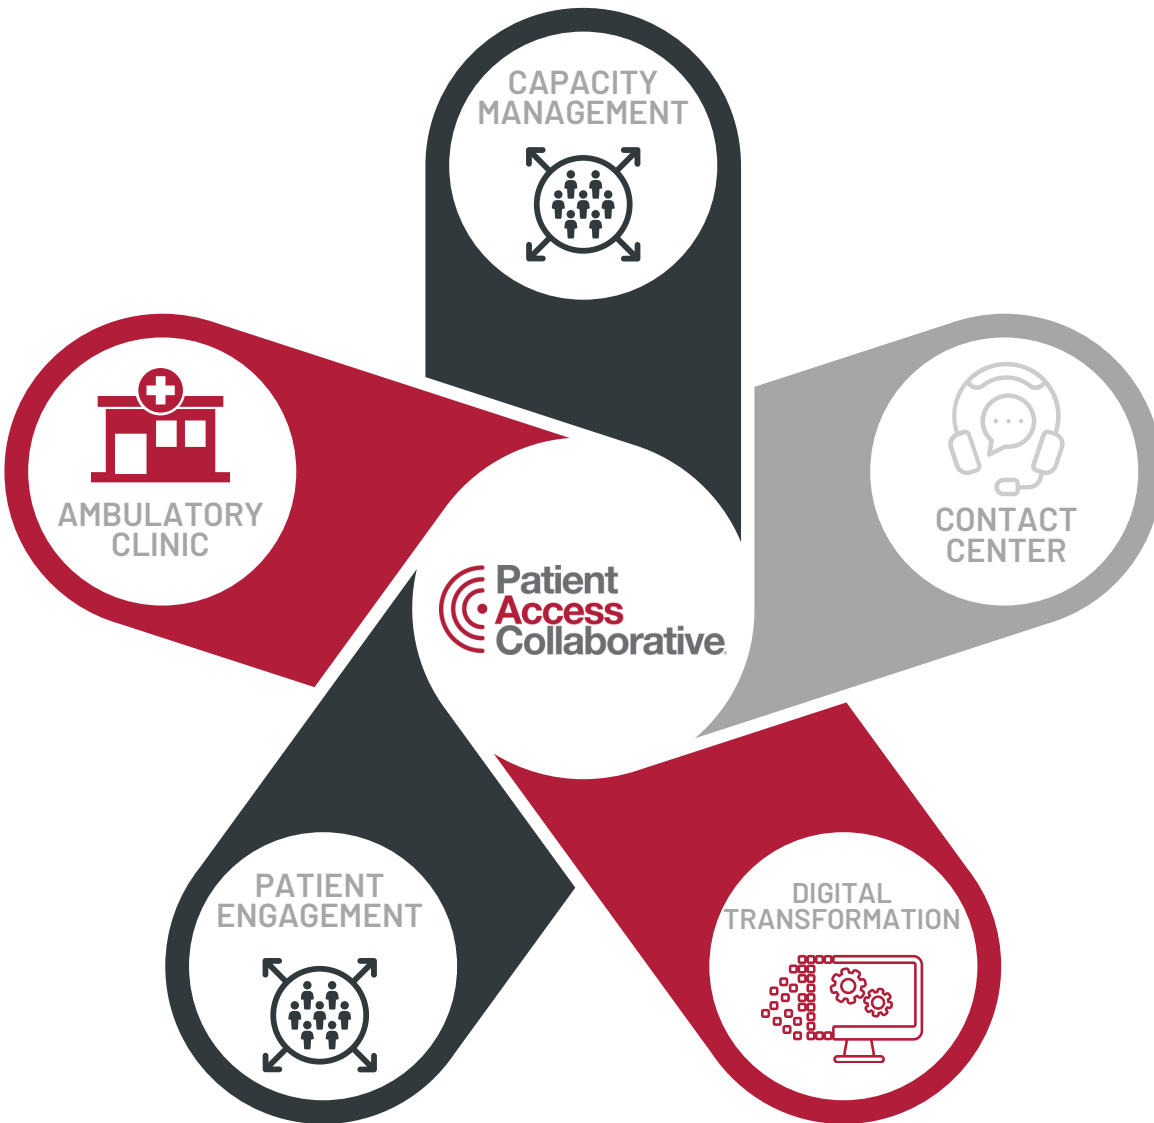 CAPACITY
MANAGEMENT
AMBULATORY
CLINIC
CONTACT
CENTER
Patient
Access
Collaborative
PATIENT
ENGAGEMENT
DIGITAL
TRANSFORMATION